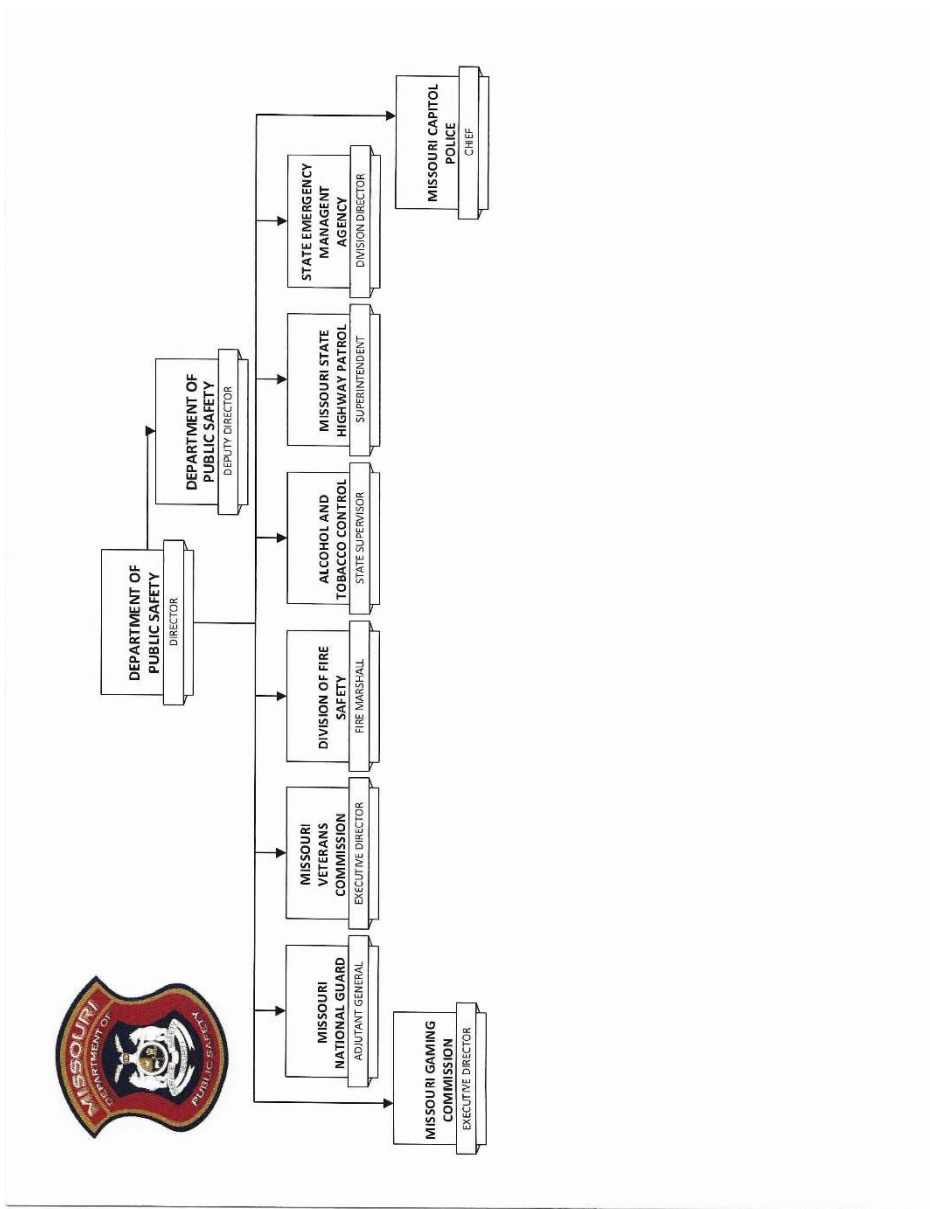 MISSOURI
DEPARTMENT OF
PUBLIC SAFETY
DEPARTMENT OF
PUBLIC SAFETY
DIRECTOR
DEPARTMENT OF
PUBLIC SAFETY
DEPUTY DIRECTOR
MISSOURI
NATIONAL GUARD
ADJUTANT GENERAL
MISSOURI
VETERANS
COMMISSION
EXECUTIVE DIRECTOR
DIVISION OF FIRE
SAFETY
FIRE MARSHALL
ALCOHOL AND
TOBACCO CONTROL
STATE SUPERVISOR
MISSOURI STATE
HIGHWAY PATROL
SUPERINTENDENT
STATE EMERGENCY
MANAGENT
AGENCY
DIVISION DIRECTOR
MISSOURI GAMING
COMMISSION
EXECUTIVE DIRECTOR
MISSOURI CAPITOL
POLICE
CHIEF